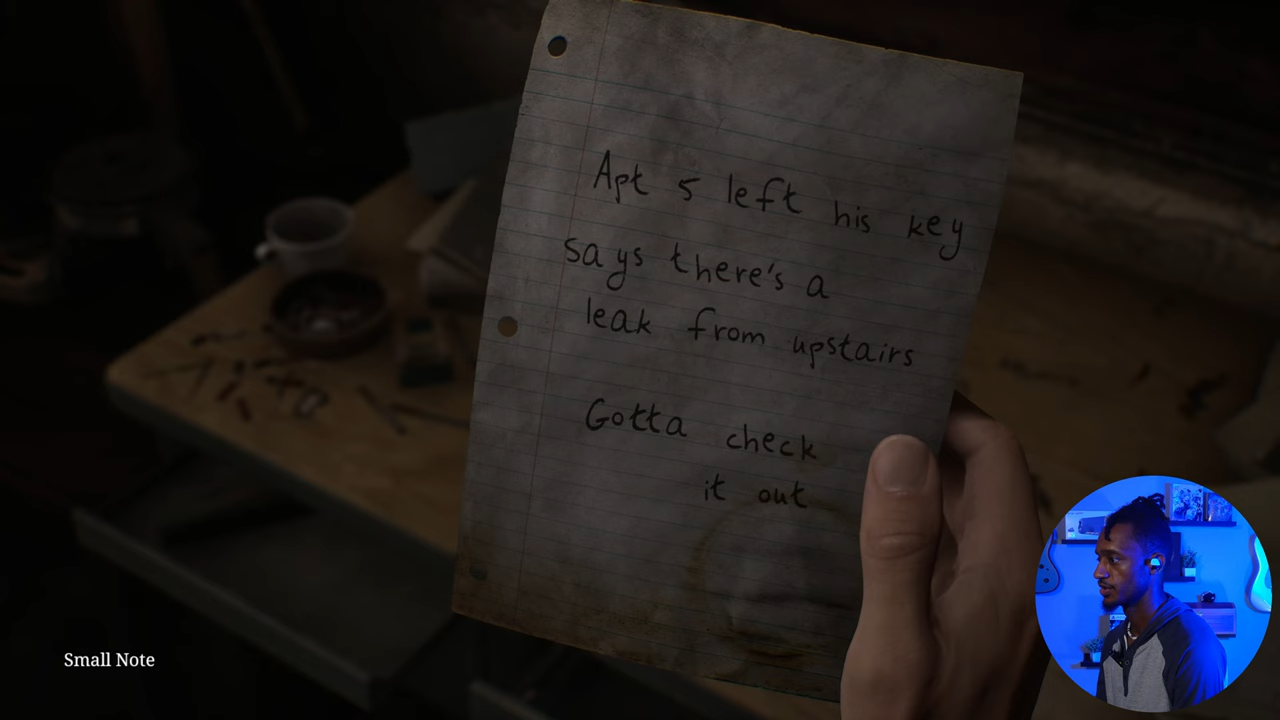 Apt 5 left his key
says there's a
leak from upstairs
Gotta check
it out
Small Note